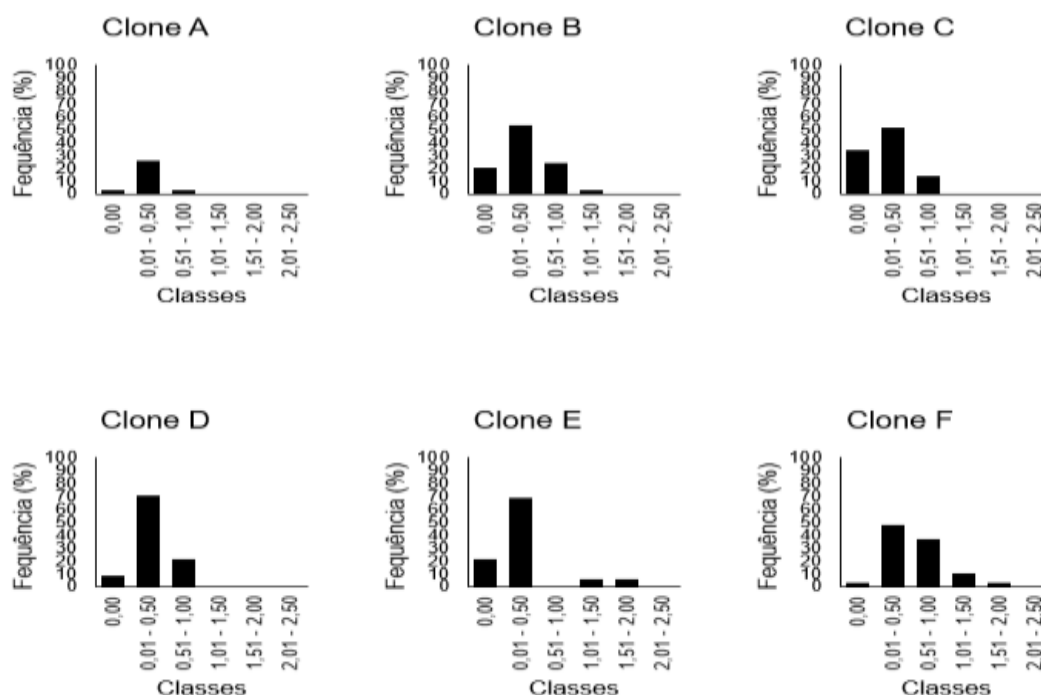 Clone A
100
90
80
70
60
50
40
30
20
10
0
Fequência (%)
0,00
0,01 - 0,50
0,51 - 1,00
1,01 - 1,50
1,51 - 2,00
2,01 - 2,50
Classes
Clone B
100
90
80
70
60
50
40
30
20
10
0
Fequência (%)
0,00
0,01 - 0,50
0,51 - 1,00
1,01 - 1,50
1,51 - 2,00
2,01 - 2,50
Classes
Clone C
100
90
80
70
60
50
40
30
20
10
0
Fequência (%)
0,00
0,01 - 0,50
0,51 - 1,00
1,01 - 1,50
1,51 - 2,00
2,01 - 2,50
Classes
Clone D
100
90
80
70
60
50
40
30
20
10
0
Fequência (%)
0,00
0,01 - 0,50
0,51 - 1,00
1,01 - 1,50
1,51 - 2,00
2,01 - 2,50
Classes
Clone E
100
90
80
70
60
50
40
30
20
10
0
Fequência (%)
0,00
0,01 - 0,50
0,51 - 1,00
1,01 - 1,50
1,51 - 2,00
2,01 - 2,50
Classes
Clone F
100
90
80
70
60
50
40
30
20
10
0
Fequência (%)
0,00
0,01 - 0,50
0,51 - 1,00
1,01 - 1,50
1,51 - 2,00
2,01 - 2,50
Classes